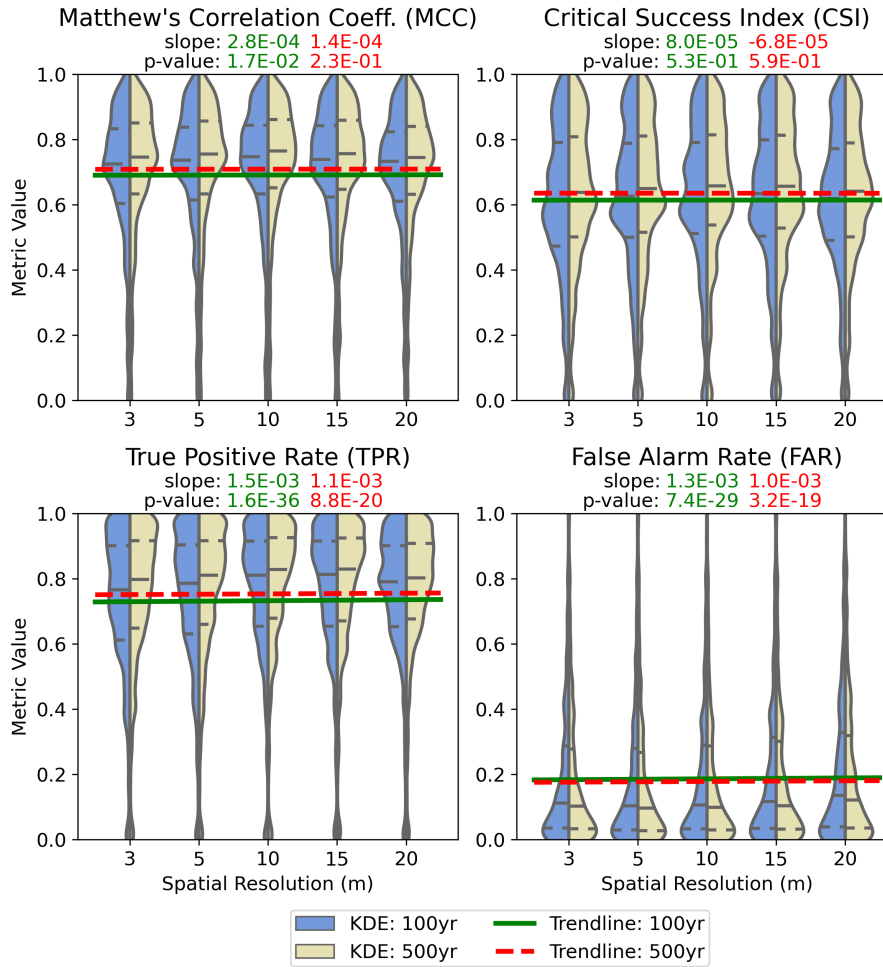 Matthew's Correlation Coeff. (MCC)
slope: 2.8E-04 1.4E-04
p-value: 1.7E-02 2.3E-01
1.0
0.8
0.6
0.4
0.2
0.0
Metric Value
3 5 10 15 20
Critical Success Index (CSI)
slope: 8.0E-05 -6.8E-05
p-value: 5.3E-01 5.9E-01
1.0
0.8
0.6
0.4
0.2
0.0
3 5 10 15 20
True Positive Rate (TPR)
slope: 1.5E-03 1.1E-03
p-value: 1.6E-36 8.8E-20
1.0
0.8
0.6
0.4
0.2
0.0
Metric Value
3 5 10 15 20
Spatial Resolution (m)
False Alarm Rate (FAR)
slope: 1.3E-03 1.0E-03
p-value: 7.4E-29 3.2E-19
1.0
0.8
0.6
0.4
0.2
0.0
3 5 10 15 20
Spatial Resolution (m)
KDE: 100yr
KDE: 500yr
Trendline: 100yr
Trendline: 500yr